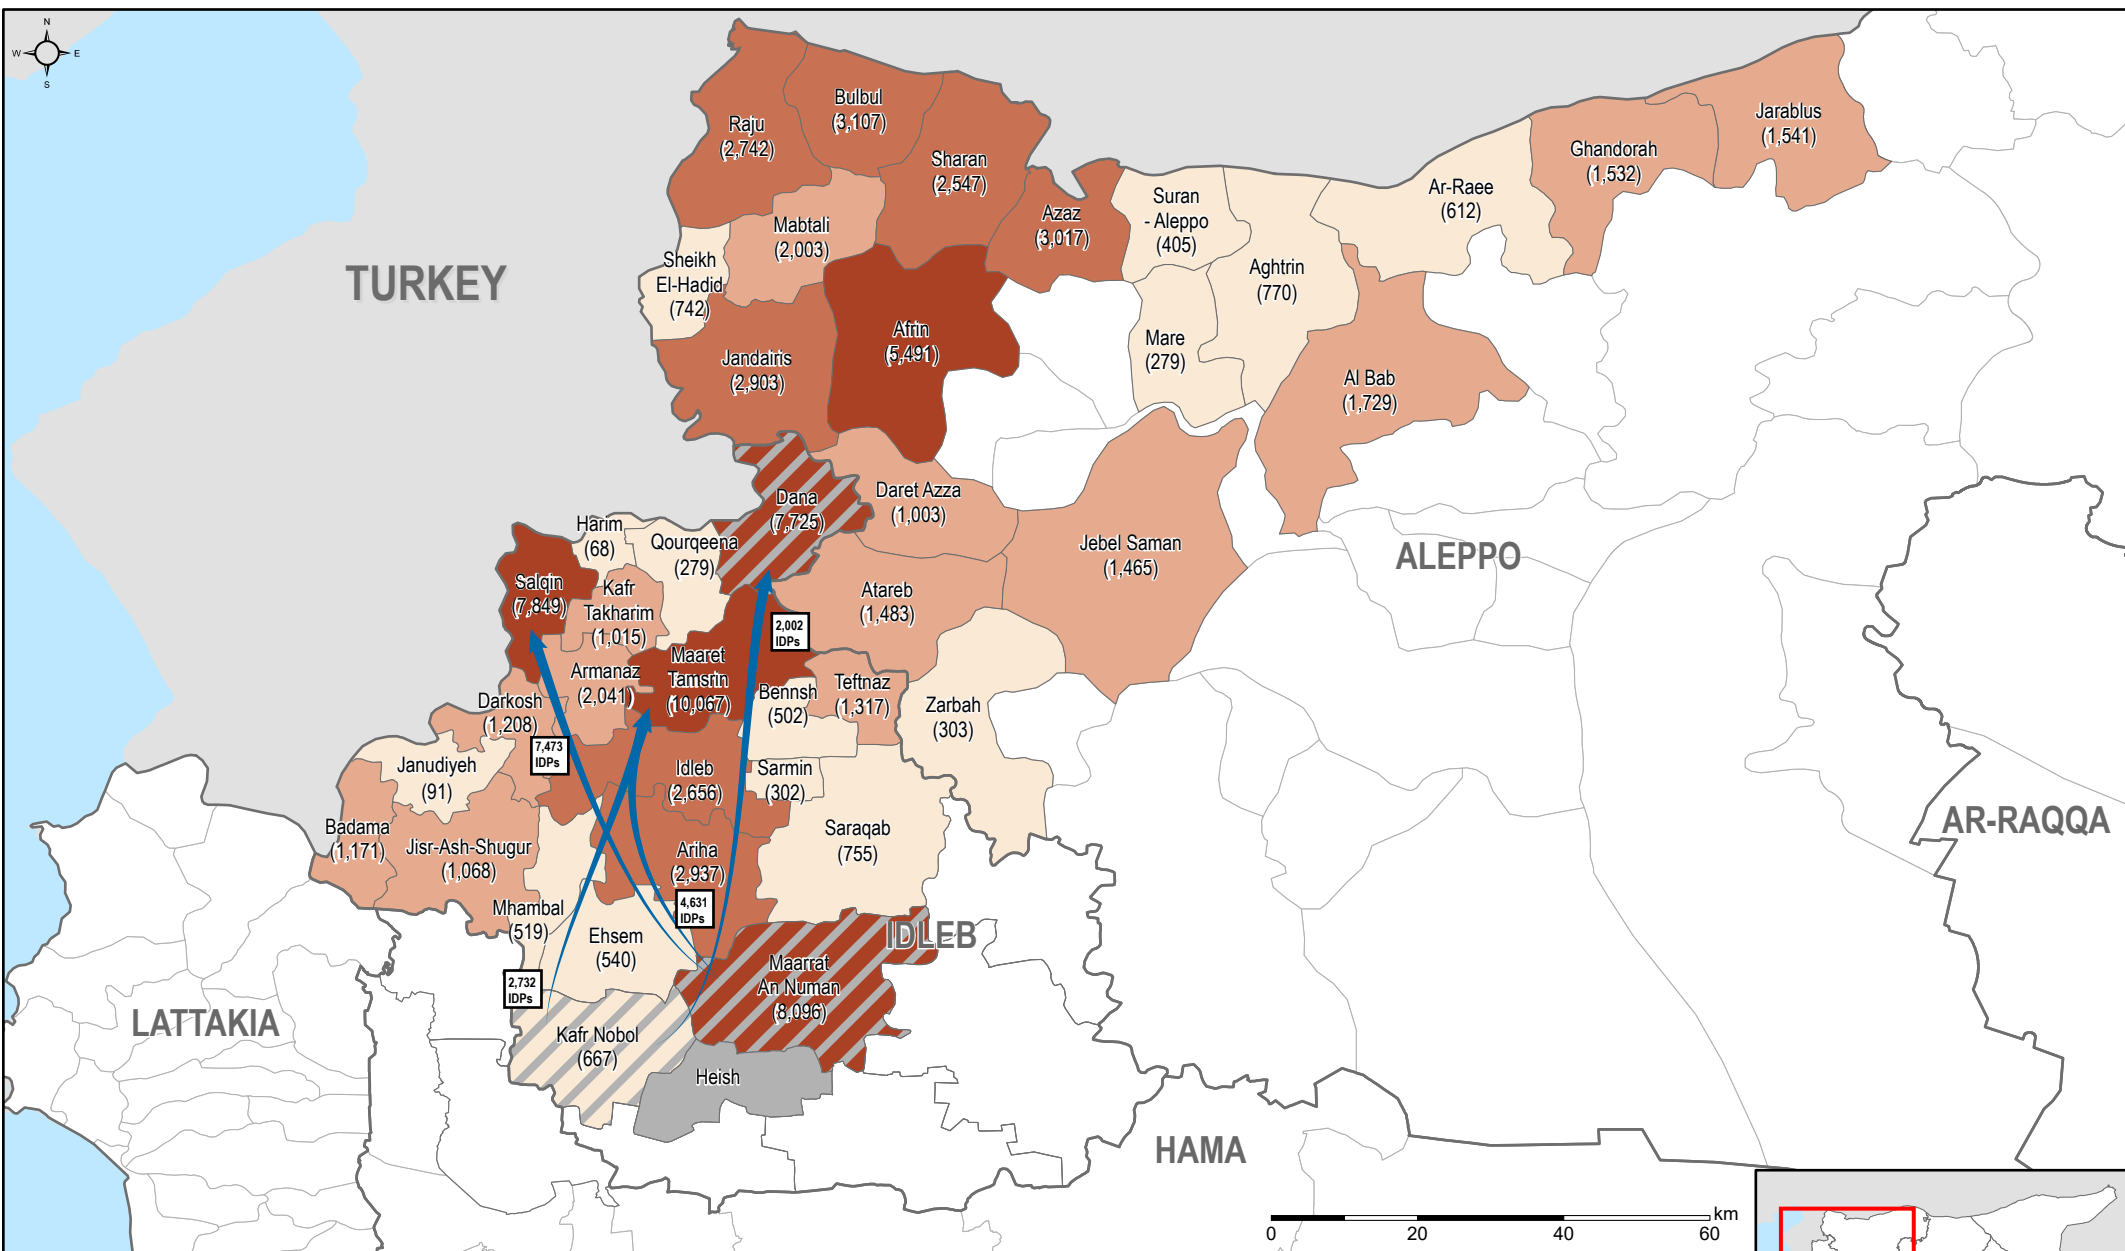 N
W
E
S
TURKEY
Raju
(2,742)
Bulbul
(3,107)
Sharan
(2,547)
Mabtali
(2,003)
Sheikh
El-Hadid
(742)
Jandairis
(2,903)
Afrin
(5,491)
Azaz
(3,017)
Suran
- Aleppo
(405)
Aghtrin
(770)
Mare
(279)
Ar-Raee
(612)
Ghandorah
(1,532)
Jarablus
(1,541)
Al Bab
(1,729)
Dana
(7,725)
Daret Azza
(1,003)
Jebel Saman
(1,465)
ALEPPO
Harim
(68)
Qourqeena
(279)
Salqin
(7,849)
Kafr
Takharim
(1,015)
Atareb
(1,483)
2,002
IDPs
Armanaz
(2,041)
Maaret
Tamsrin
(10,067)
Bennsh
(502)
Teftnaz
(1,317)
Zarbah
(303)
Darkosh
(1,208)
7,473
IDPs
Janudiyeh
(91)
Idleb
(2,656)
Sarmin
(302)
Badama
(1,171)
Jisr-Ash-Shugur
(1,068)
Ariha
(2,937)
Saraqab
(755)
AR-RAQQA
4,631
IDPs
Mhambal
(519)
Ehsem
(540)
IDLEB
Maarrat
An Numan
(8,096)
2,732
IDPs
LATTAKIA
Kafr Nobol
(667)
Heish
HAMA
km
0
20
40
60